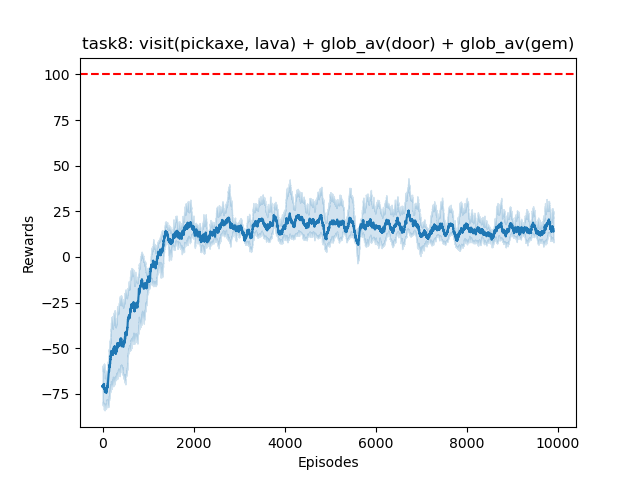 task8: visit(pickaxe, lava) + glob_av(door) + glob_av(gem)
100
75
50
25
0
−25
−50
−75
Rewards
0 2000 4000 6000 8000 10000
Episodes